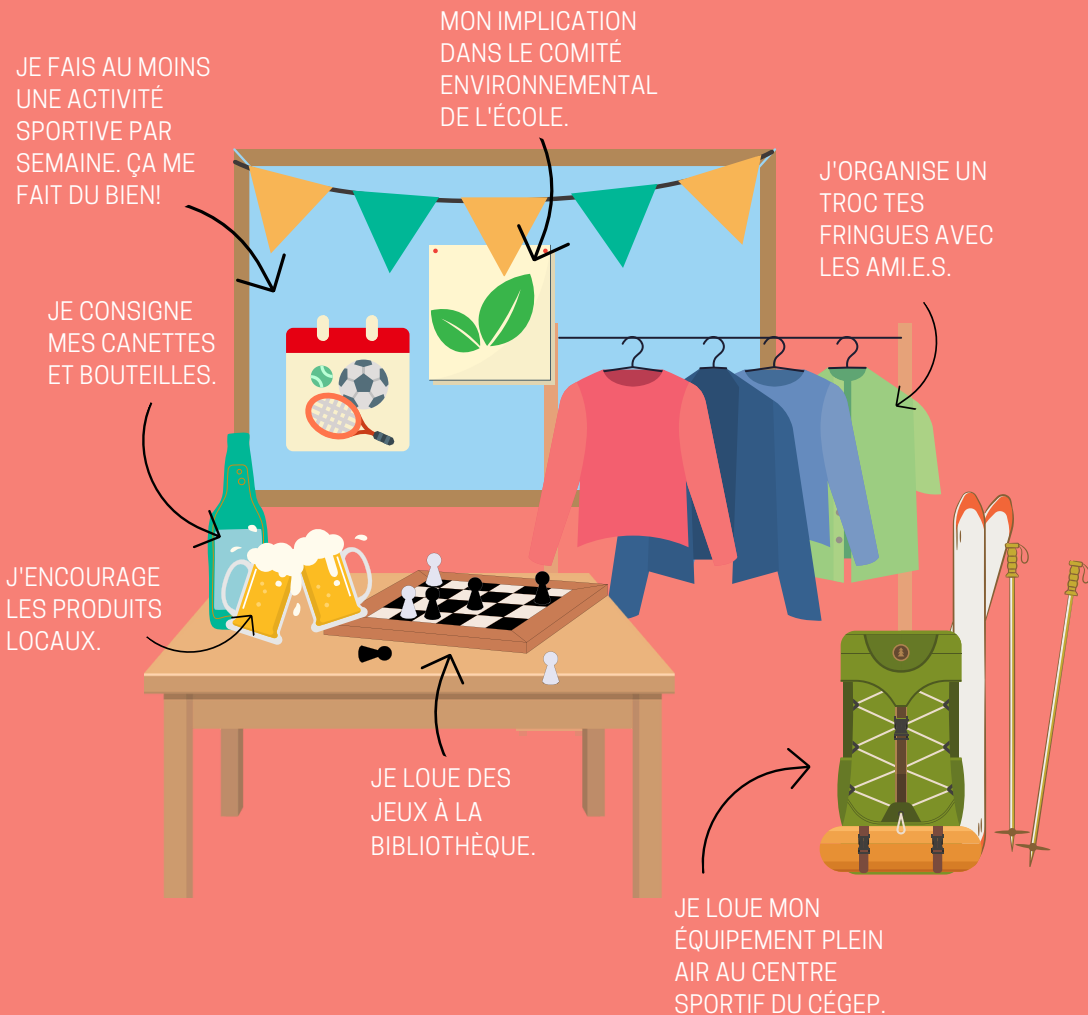 MON IMPLICATION
DANS LE COMITÉ
ENVIRONNEMENTAL
DE L'ÉCOLE.
JE FAIS AU MOINS
UNE ACTIVITÉ
SPORTIVE PAR
SEMAINE. ÇA ME
FAIT DU BIEN!
J'ORGANISE UN
TROC TES
FRINGUES AVEC
LES AMI.E.S.
JE CONSIGNE
MES CANETTES
ET BOUTEILLES.
J'ENCOURAGE
LES PRODUITS
LOCAUX.
JE LOUE DES
JEUX À LA
BIBLIOTHÈQUE.
JE LOUE MON
ÉQUIPEMENT PLEIN
AIR AU CENTRE
SPORTIF DU CÉGEP.